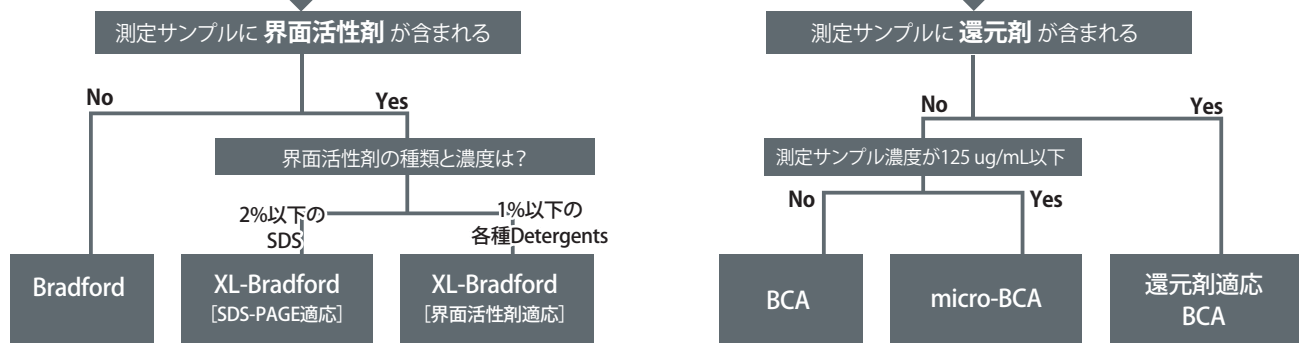 測定サンプルに 界面活性剤 が含まれる
No
Yes
界面活性剤の種類と濃度は？
2%以下の
SDS
1%以下の
各種Detergents
Bradford
XL-Bradford
［SDS-PAGE適応］
XL-Bradford
［界面活性剤適応］
測定サンプルに 還元剤 が含まれる
No
Yes
測定サンプル濃度が125 ug/mL以下
No
Yes
BCA
micro-BCA
還元剤適応
BCA